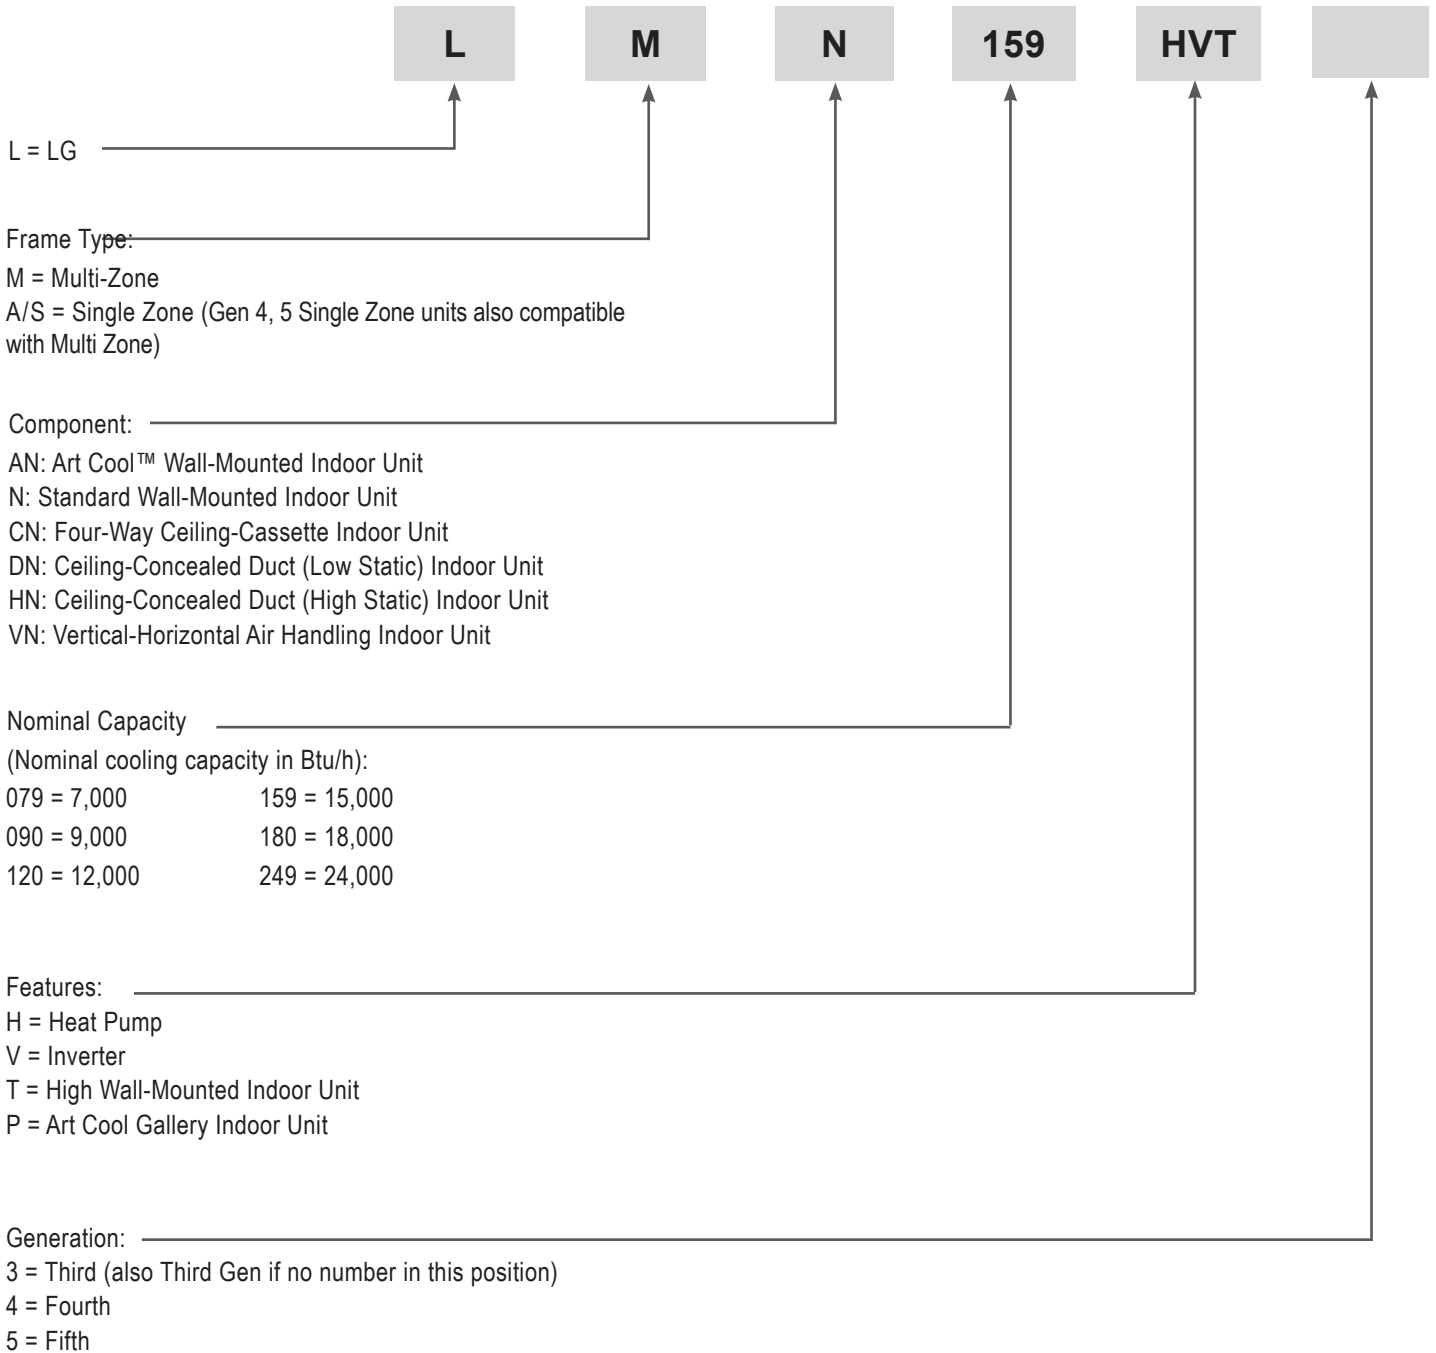 L M N 159 HVT
L = LG
Frame Type:
M = Multi-Zone
A/S = Single Zone (Gen 4, 5 Single Zone units also compatible
with Multi Zone)
Component:
AN: Art Cool™ Wall-Mounted Indoor Unit
N: Standard Wall-Mounted Indoor Unit
CN: Four-Way Ceiling-Cassette Indoor Unit
DN: Ceiling-Concealed Duct (Low Static) Indoor Unit
HN: Ceiling-Concealed Duct (High Static) Indoor Unit
VN: Vertical-Horizontal Air Handling Indoor Unit
Nominal Capacity
(Nominal cooling capacity in Btu/h):
079 = 7,000 159 = 15,000
090 = 9,000 180 = 18,000
120 = 12,000 249 = 24,000
Features:
H = Heat Pump
V = Inverter
T = High Wall-Mounted Indoor Unit
P = Art Cool Gallery Indoor Unit
Generation:
3 = Third (also Third Gen if no number in this position)
4 = Fourth
5 = Fifth